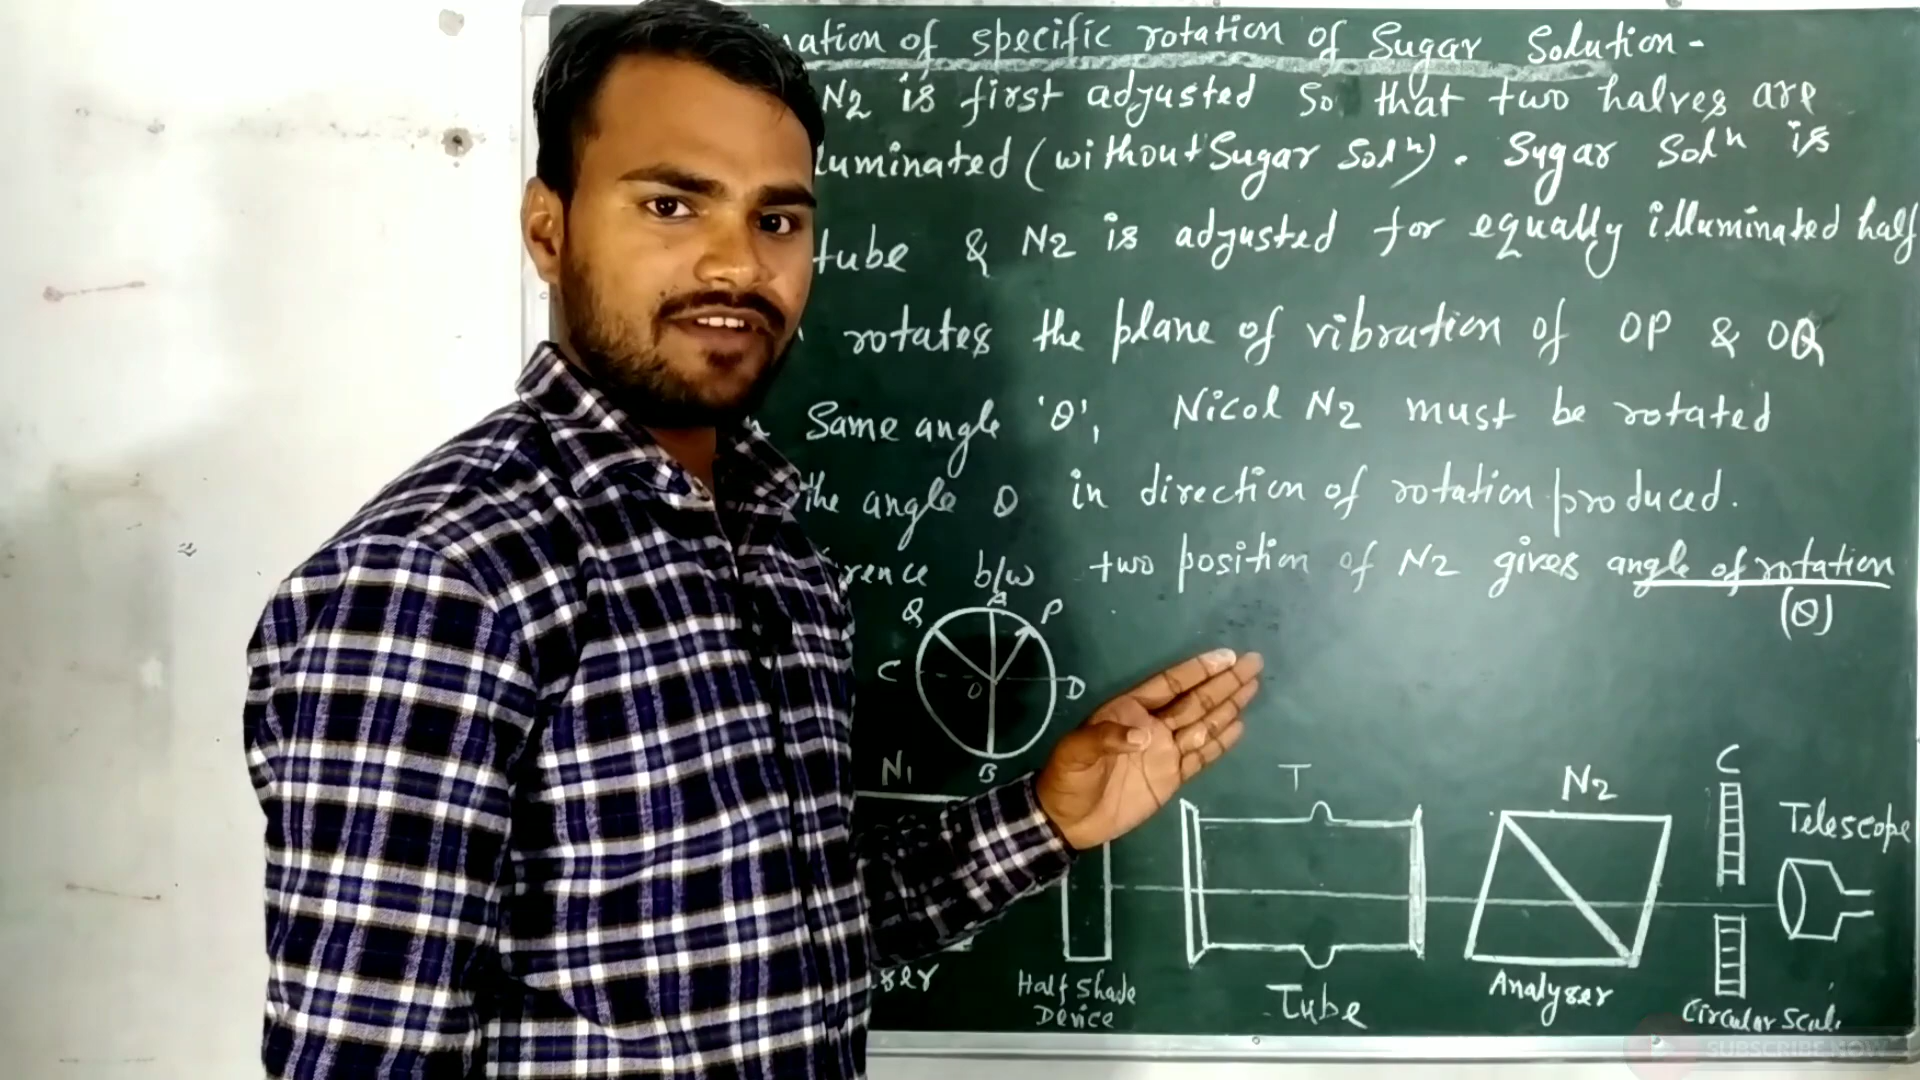 of specific rotation of Sugar Solution -
N2 is first adjusted so that two halves are
(without Sugar Solⁿ). Sugar Solⁿ is
tube & N2 is adjusted for equally illuminated half
rotates the plane of vibration of OP & OQ
Same angle 'θ', Nicol N2 must be rotated
the angle θ in direction of rotation produced.
b/w two position of N2 gives angle of rotation
(θ)
Q A P
C O D
B
N1 T N2 C
Telescope
Half Shade
Device
Tube
Analyser
Circular Scale
SUBSCRIBE NOW